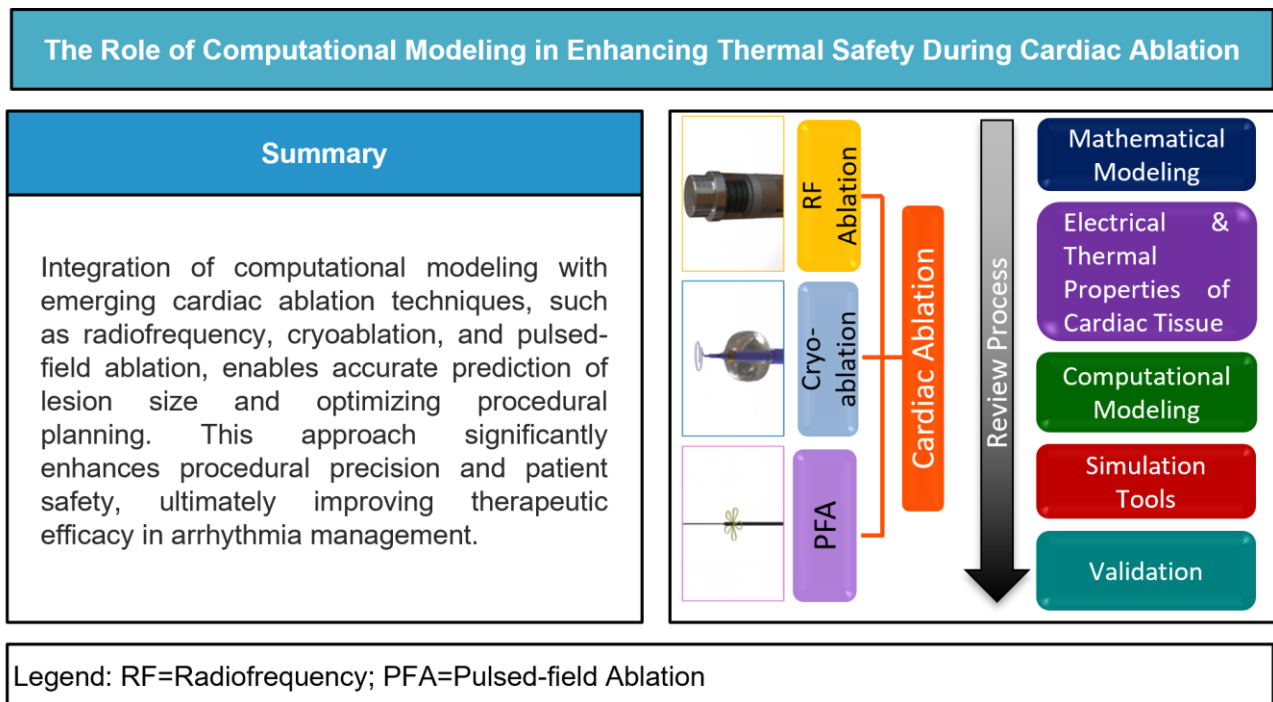 The Role of Computational Modeling in Enhancing Thermal Safety During Cardiac Ablation
Summary
Integration of computational modeling with
emerging cardiac ablation techniques, such
as radiofrequency, cryoablation, and pulsed-
field ablation, enables accurate prediction of
lesion size and optimizing procedural
planning. This approach significantly
enhances procedural precision and patient
safety, ultimately improving therapeutic
efficacy in arrhythmia management.
RF
Ablation
Cryo-
ablation
PFA
Cardiac Ablation
Review Process
Mathematical
Modeling
Electrical &
Thermal
Properties of
Cardiac Tissue
Computational
Modeling
Simulation
Tools
Validation
Legend: RF=Radiofrequency; PFA=Pulsed-field Ablation